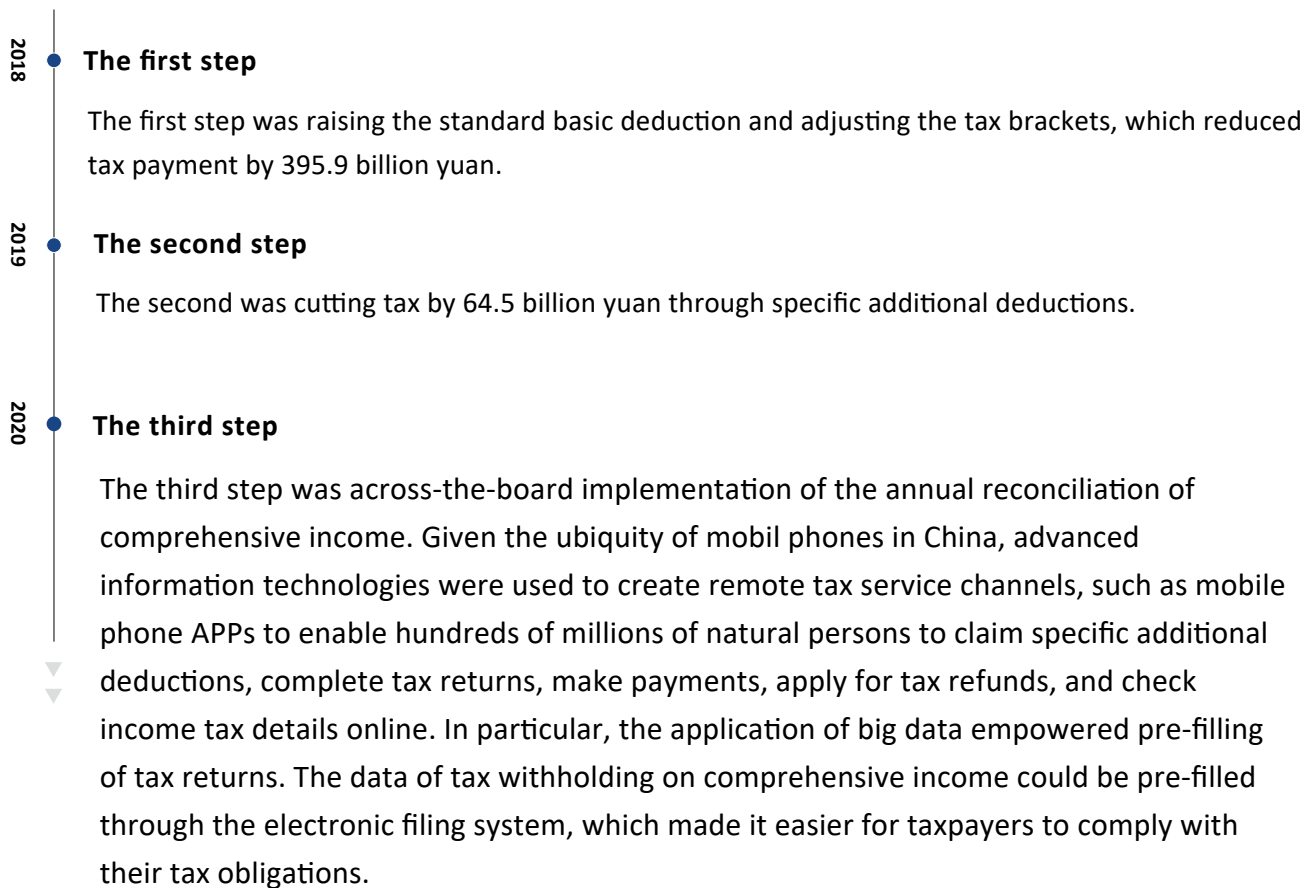 2018
The first step
The first step was raising the standard basic deduction and adjusting the tax brackets, which reduced
tax payment by 395.9 billion yuan.
2019
The second step
The second was cutting tax by 64.5 billion yuan through specific additional deductions.
2020
The third step
The third step was across-the-board implementation of the annual reconciliation of
comprehensive income. Given the ubiquity of mobil phones in China, advanced
information technologies were used to create remote tax service channels, such as mobile
phone APPs to enable hundreds of millions of natural persons to claim specific additional
deductions, complete tax returns, make payments, apply for tax refunds, and check
income tax details online. In particular, the application of big data empowered pre-filling
of tax returns. The data of tax withholding on comprehensive income could be pre-filled
through the electronic filing system, which made it easier for taxpayers to comply with
their tax obligations.